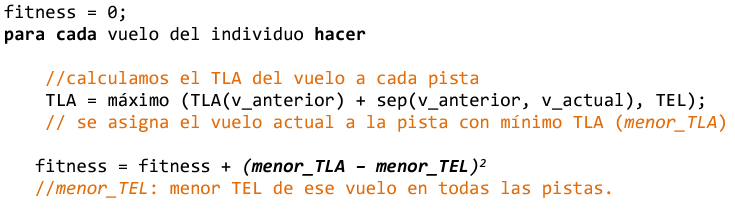 fitness = 0;
para cada vuelo del individuo hacer
//calculamos el TLA del vuelo a cada pista
TLA = máximo (TLA(v_anterior) + sep(v_anterior, v_actual), TEL);
// se asigna el vuelo actual a la pista con mínimo TLA (menor_TLA)
fitness = fitness + (menor_TLA – menor_TEL)²
//menor_TEL: menor TEL de ese vuelo en todas las pistas.